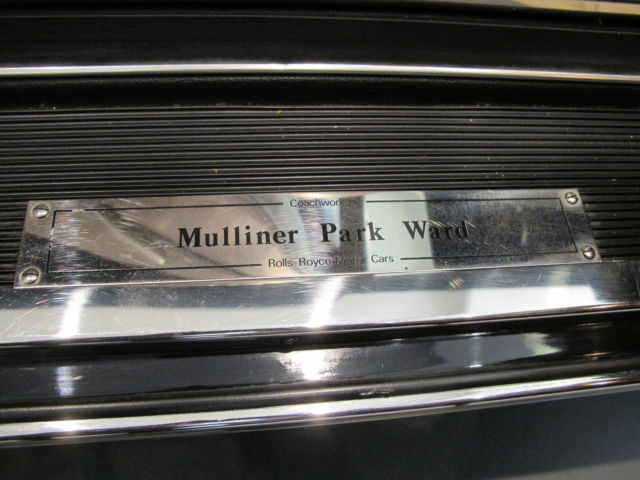 Coachwork by
Mulliner Park Ward
Rolls-Royce Motor Cars